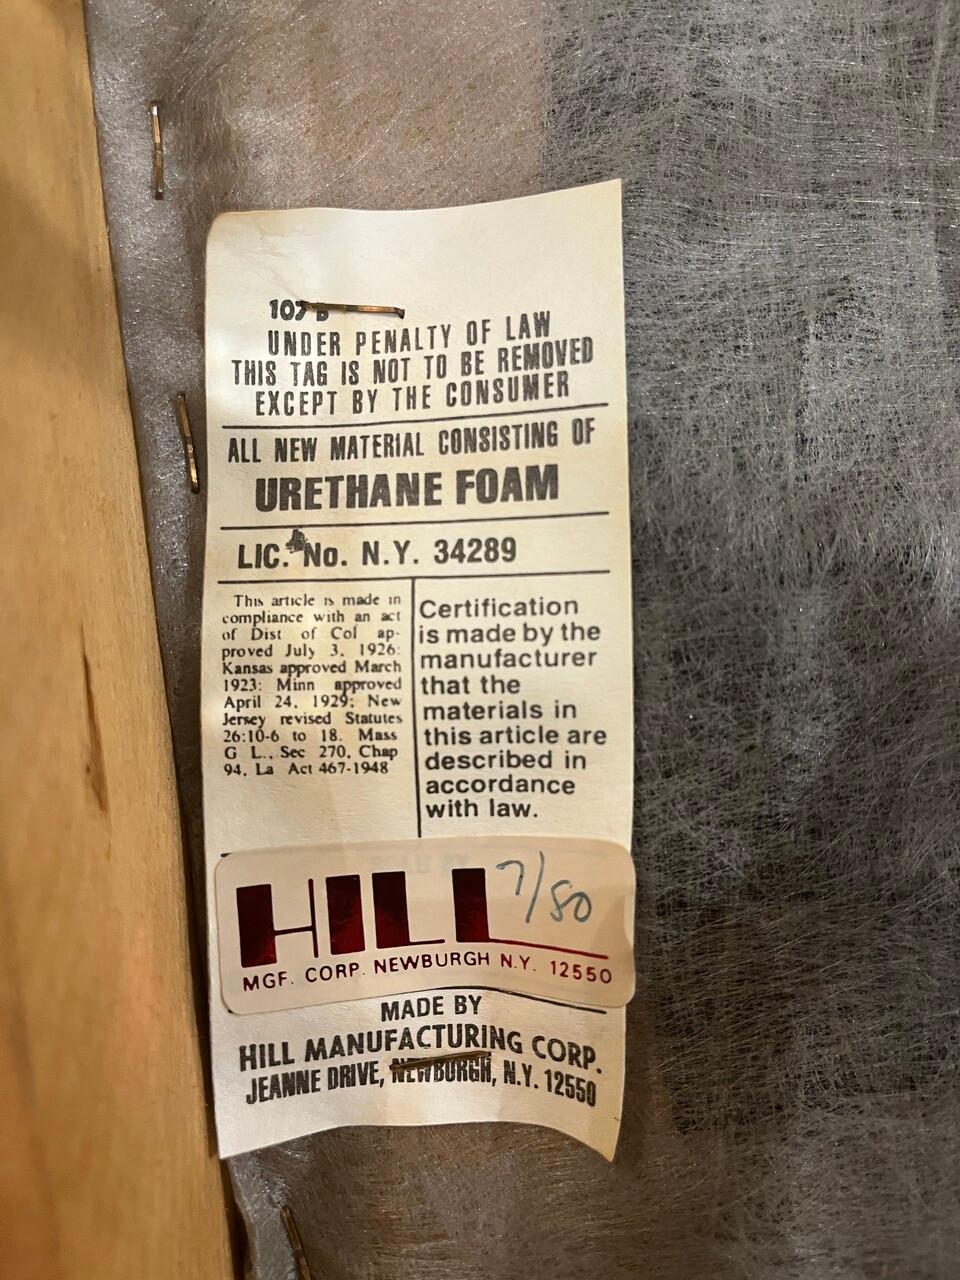 107 B
UNDER PENALTY OF LAW
THIS TAG IS NOT TO BE REMOVED
EXCEPT BY THE CONSUMER
ALL NEW MATERIAL CONSISTING OF
URETHANE FOAM
LIC. No. N.Y. 34289
This article is made in
compliance with an act
of Dist of Col ap-
proved July 3, 1926:
Kansas approved March
1923: Minn approved
April 24, 1929; New
Jersey revised Statutes
26:10-6 to 18. Mass
G L., Sec 270, Chap
94, La Act 467-1948
Certification
is made by the
manufacturer
that the
materials in
this article are
described in
accordance
with law.
HILL 7/80
MGF. CORP. NEWBURGH N.Y. 12550
MADE BY
HILL MANUFACTURING CORP.
JEANNE DRIVE, NEWBURGH, N.Y. 12550